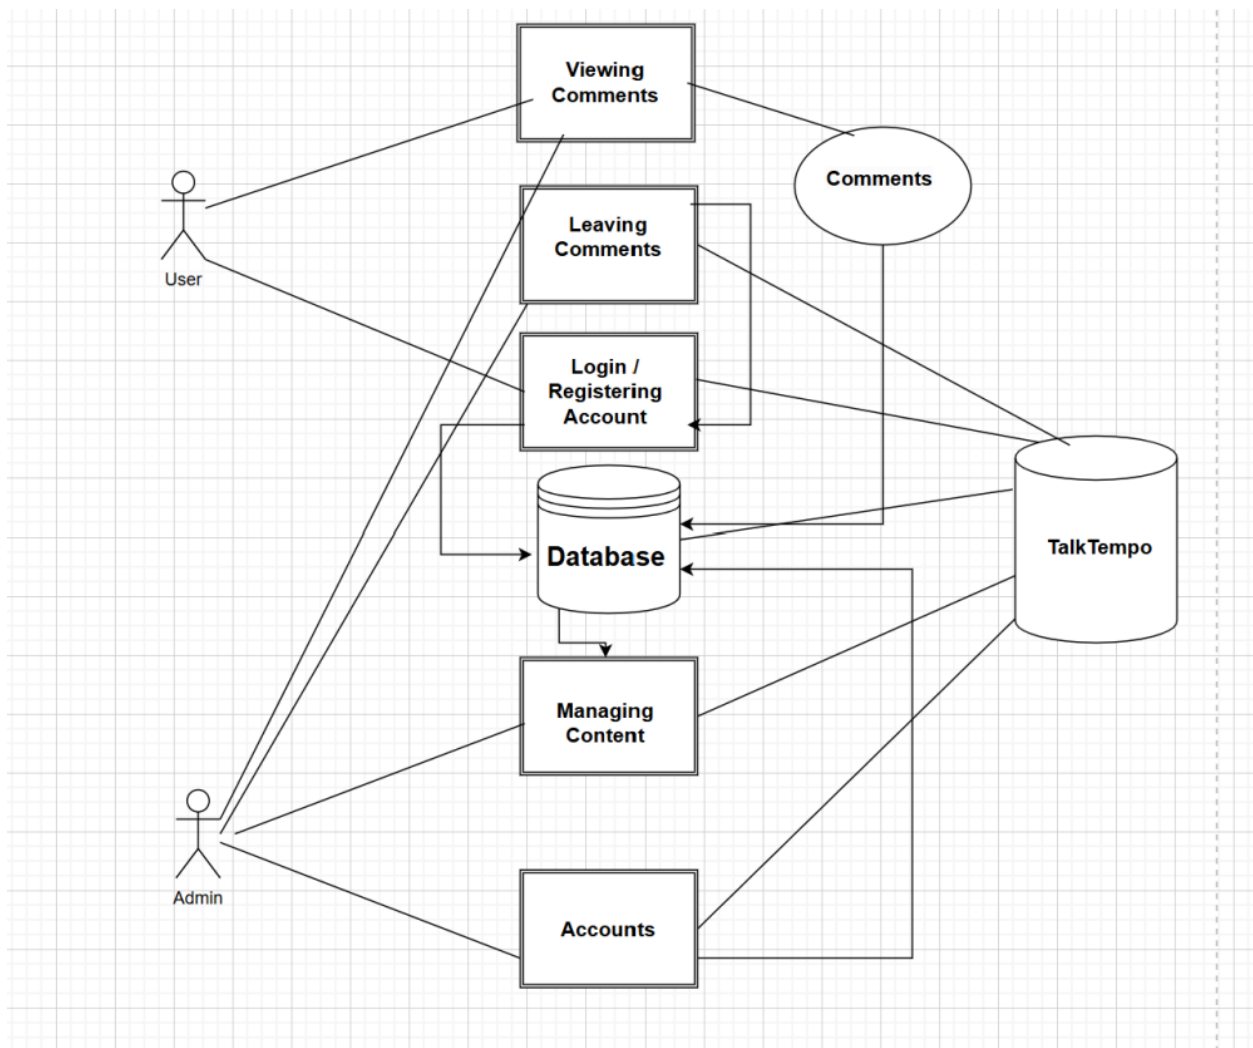 Viewing
Comments
Comments
Leaving
Comments
User
Login /
Registering
Account
Database
TalkTempo
Managing
Content
Admin
Accounts